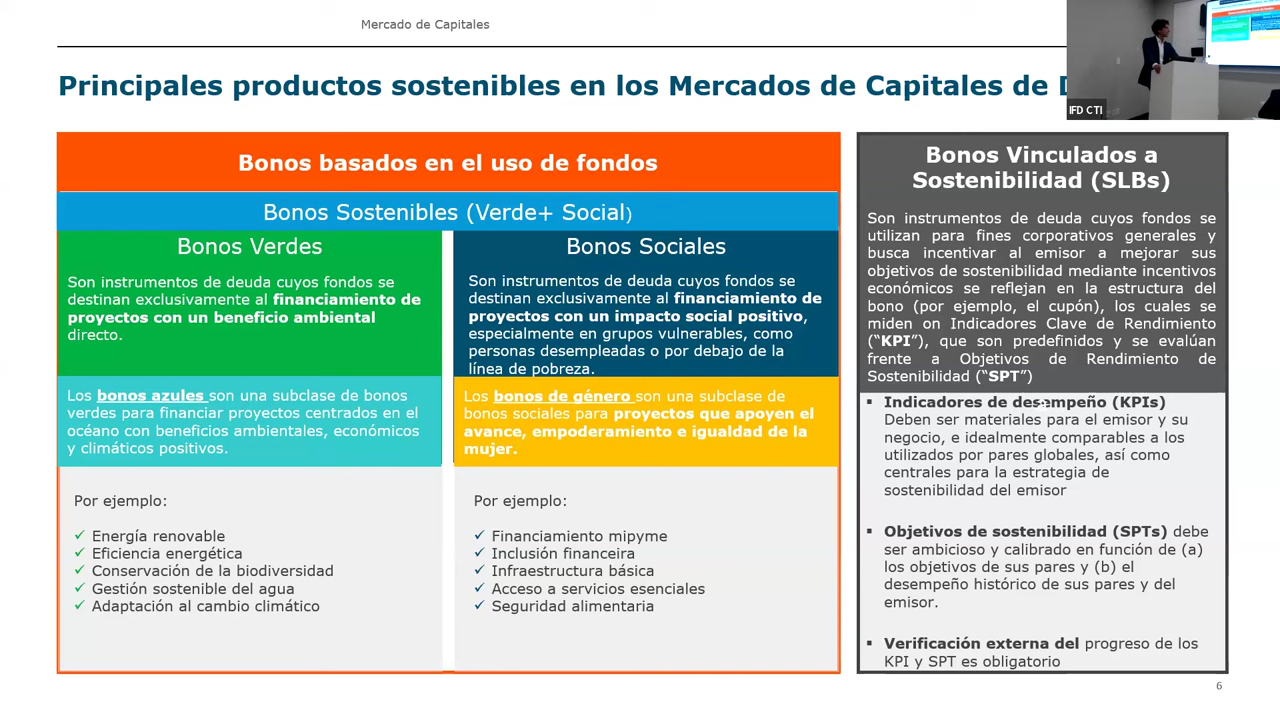 Mercado de Capitales
Principales productos sostenibles en los Mercados de Capitales de
IFD CTI
Bonos basados en el uso de fondos
Bonos Sostenibles (Verde+ Social)
Bonos Verdes
Son instrumentos de deuda cuyos fondos se
destinan exclusivamente al financiamiento de
proyectos con un beneficio ambiental
directo.
Los bonos azules son una subclase de bonos
verdes para financiar proyectos centrados en el
océano con beneficios ambientales, económicos
y climáticos positivos.
Por ejemplo:
✓ Energía renovable
✓ Eficiencia energética
✓ Conservación de la biodiversidad
✓ Gestión sostenible del agua
✓ Adaptación al cambio climático
Bonos Sociales
Son instrumentos de deuda cuyos fondos se
destinan exclusivamente al financiamiento de
proyectos con un impacto social positivo,
especialmente en grupos vulnerables, como
personas desempleadas o por debajo de la
línea de pobreza.
Los bonos de género son una subclase de
bonos sociales para proyectos que apoyen el
avance, empoderamiento e igualdad de la
mujer.
Por ejemplo:
✓ Financiamiento mipyme
✓ Inclusión financeira
✓ Infraestructura básica
✓ Acceso a servicios esenciales
✓ Seguridad alimentaria
Bonos Vinculados a
Sostenibilidad (SLBs)
Son instrumentos de deuda cuyos fondos se
utilizan para fines corporativos generales y
busca incentivar al emisor a mejorar sus
objetivos de sostenibilidad mediante incentivos
económicos se reflejan en la estructura del
bono (por ejemplo, el cupón), los cuales se
miden on Indicadores Clave de Rendimiento
("KPI"), que son predefinidos y se evalúan
frente a Objetivos de Rendimiento de
Sostenibilidad ("SPT")
▪ Indicadores de desempeño (KPIs)
Deben ser materiales para el emisor y su
negocio, e idealmente comparables a los
utilizados por pares globales, así como
centrales para la estrategia de
sostenibilidad del emisor
▪ Objetivos de sostenibilidad (SPTs) debe
ser ambicioso y calibrado en función de (a)
los objetivos de sus pares y (b) el
desempeño histórico de sus pares y del
emisor.
▪ Verificación externa del progreso de los
KPI y SPT es obligatorio
6